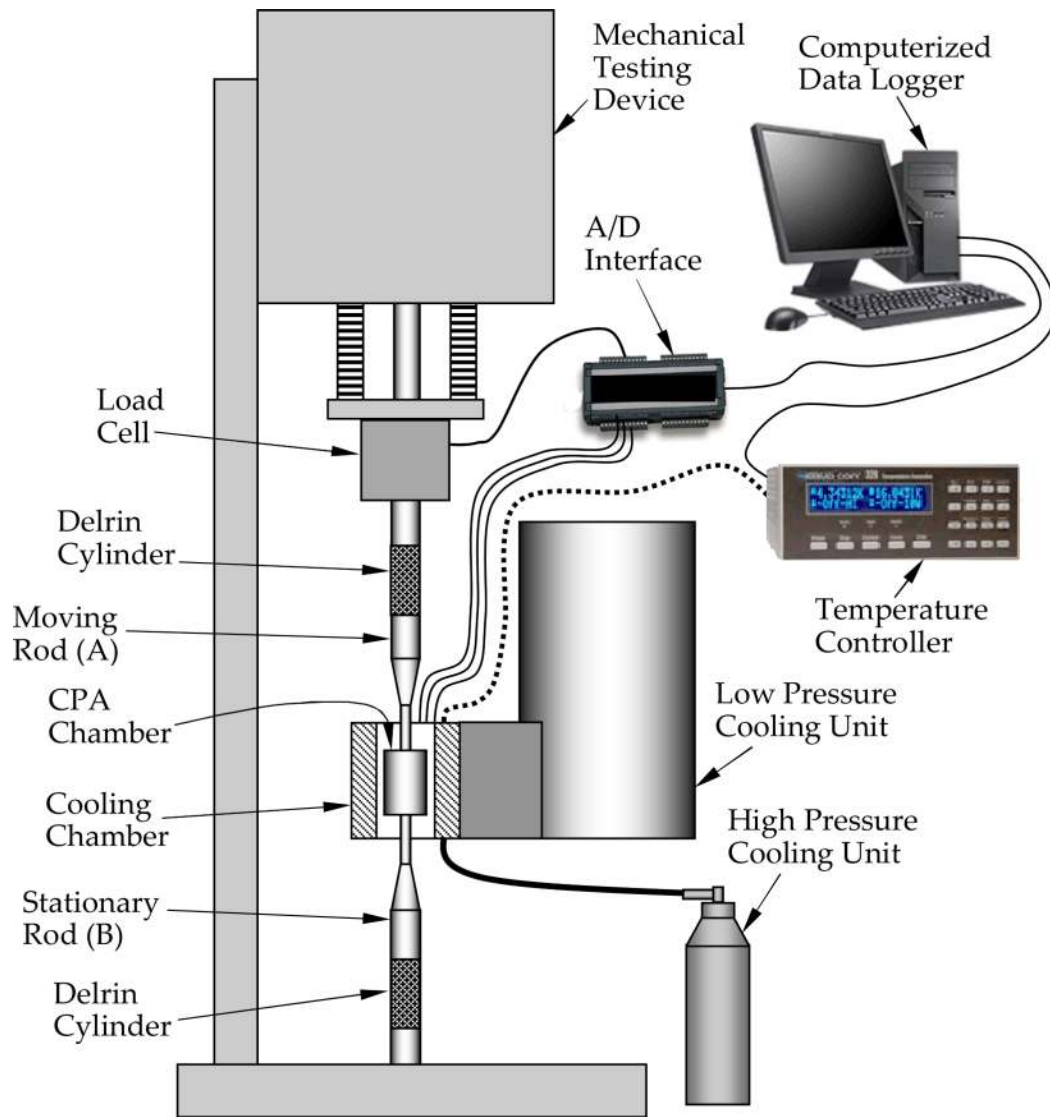 Mechanical
Testing
Device
Computerized
Data Logger
A/D
Interface
Load
Cell
Delrin
Cylinder
Moving
Rod (A)
Temperature
Controller
CPA
Chamber
Low Pressure
Cooling Unit
Cooling
Chamber
High Pressure
Cooling Unit
Stationary
Rod (B)
Delrin
Cylinder